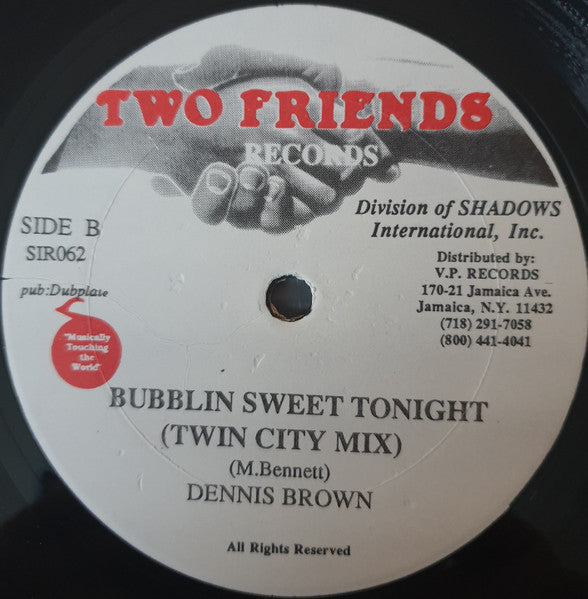 TWO FRIENDS
RECORDS
SIDE B
SIR062
pub:Dubplate
"Musically
Touching
the
World"
Division of SHADOWS
International, Inc.
Distributed by:
V.P. RECORDS
170-21 Jamaica Ave.
Jamaica, N.Y. 11432
(718) 291-7058
(800) 441-4041
BUBBLIN SWEET TONIGHT
(TWIN CITY MIX)
(M.Bennett)
DENNIS BROWN
All Rights Reserved